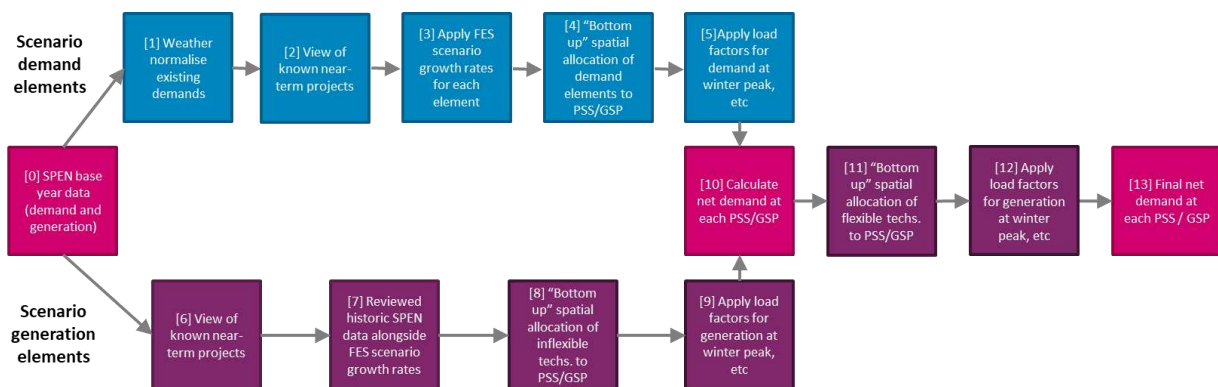 Scenario
demand
elements
[1] Weather
normalise
existing
demands
[2] View of
known near-
term projects
[3] Apply FES
scenario
growth rates
for each
element
[4] “Bottom
up” spatial
allocation of
demand
elements to
PSS/GSP
[5]Apply load
factors for
demand at
winter peak,
etc
[0] SPEN base
year data
(demand and
generation)
[10] Calculate
net demand at
each PSS/GSP
[11] “Bottom
up” spatial
allocation of
flexible techs.
to PSS/GSP
[12] Apply
load factors
for generation
at winter
peak, etc
[13] Final net
demand at
each PSS / GSP
Scenario
generation
elements
[6] View of
known near-
term projects
[7] Reviewed
historic SPEN
data alongside
FES scenario
growth rates
[8] “Bottom
up” spatial
allocation of
inflexible
techs. to
PSS/GSP
[9] Apply load
factors for
generation at
winter peak,
etc